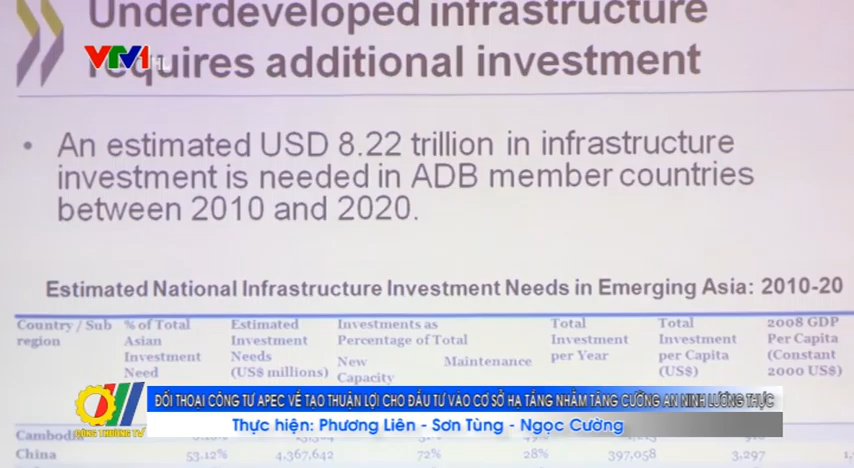 Underdeveloped infrastructure
VTV1 HD
requires additional investment
• An estimated USD 8.22 trillion in infrastructure
investment is needed in ADB member countries
between 2010 and 2020.
Estimated National Infrastructure Investment Needs in Emerging Asia: 2010-20
Country / Sub region
% of Total Asian Investment Need
Estimated Investment Needs (US$ millions)
Investments as Percentage of Total
New Capacity
Maintenance
Total Investment per Year
Total Investment per Capita (US$)
2008 GDP Per Capita (Constant 2000 US$)
ĐỐI THOẠI CÔNG TƯ APEC VỀ TẠO THUẬN LỢI CHO ĐẦU TƯ VÀO CƠ SỞ HẠ TẦNG NHẰM TĂNG CƯỜNG AN NINH LƯƠNG THỰC
CÔNG THƯƠNG TV
Thực hiện: Phương Liên - Sơn Tùng - Ngọc Cường
China 53.12% 4,367,642 72% 28% 397,058 3,297